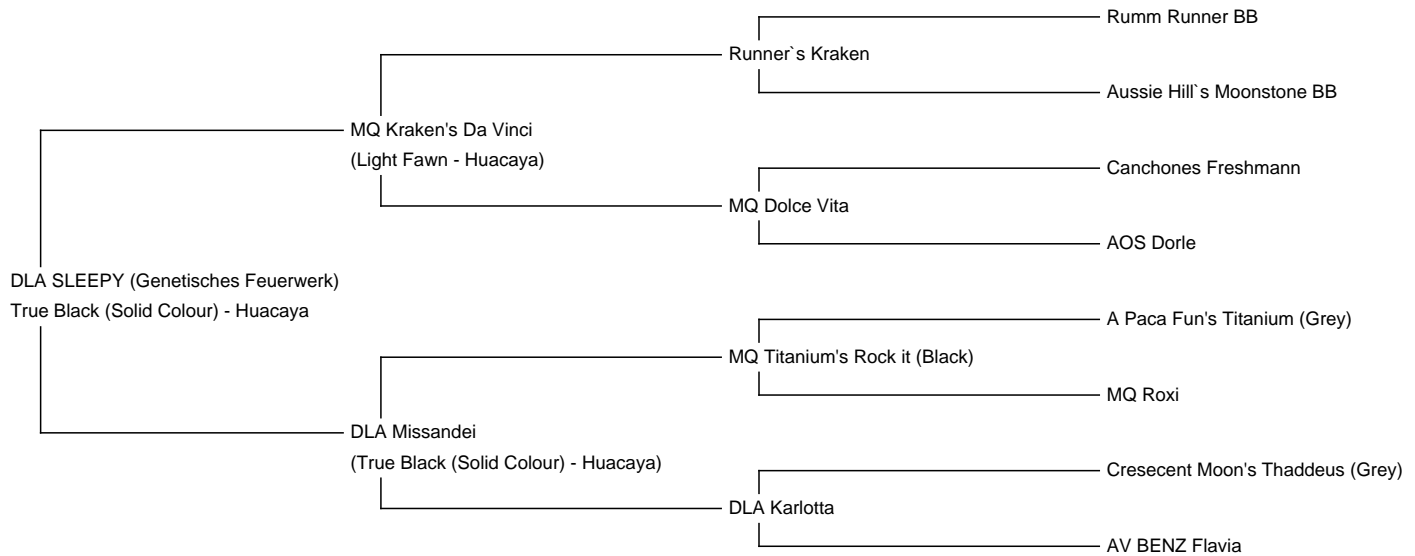 Rumm Runner BB
Runner`s Kraken
Aussie Hill`s Moonstone BB
MQ Kraken's Da Vinci
(Light Fawn - Huacaya)
Canchones Freshmann
MQ Dolce Vita
AOS Dorle
DLA SLEEPY (Genetisches Feuerwerk)
True Black (Solid Colour) - Huacaya
A Paca Fun's Titanium (Grey)
MQ Titanium's Rock it (Black)
MQ Roxi
DLA Missandei
(True Black (Solid Colour) - Huacaya)
Cresecent Moon's Thaddeus (Grey)
DLA Karlotta
AV BENZ Flavia